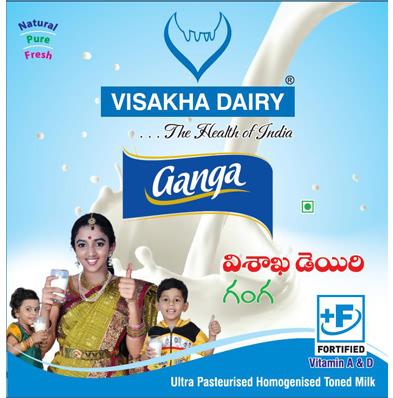 Natural
Pure
Fresh
VISAKHA DAIRY ®
. . . The Health of India
Ganga
విశాఖ డెయిరి
గంగ
+F
FORTIFIED
Vitamin A & D
Ultra Pasteurised Homogenised Toned Milk